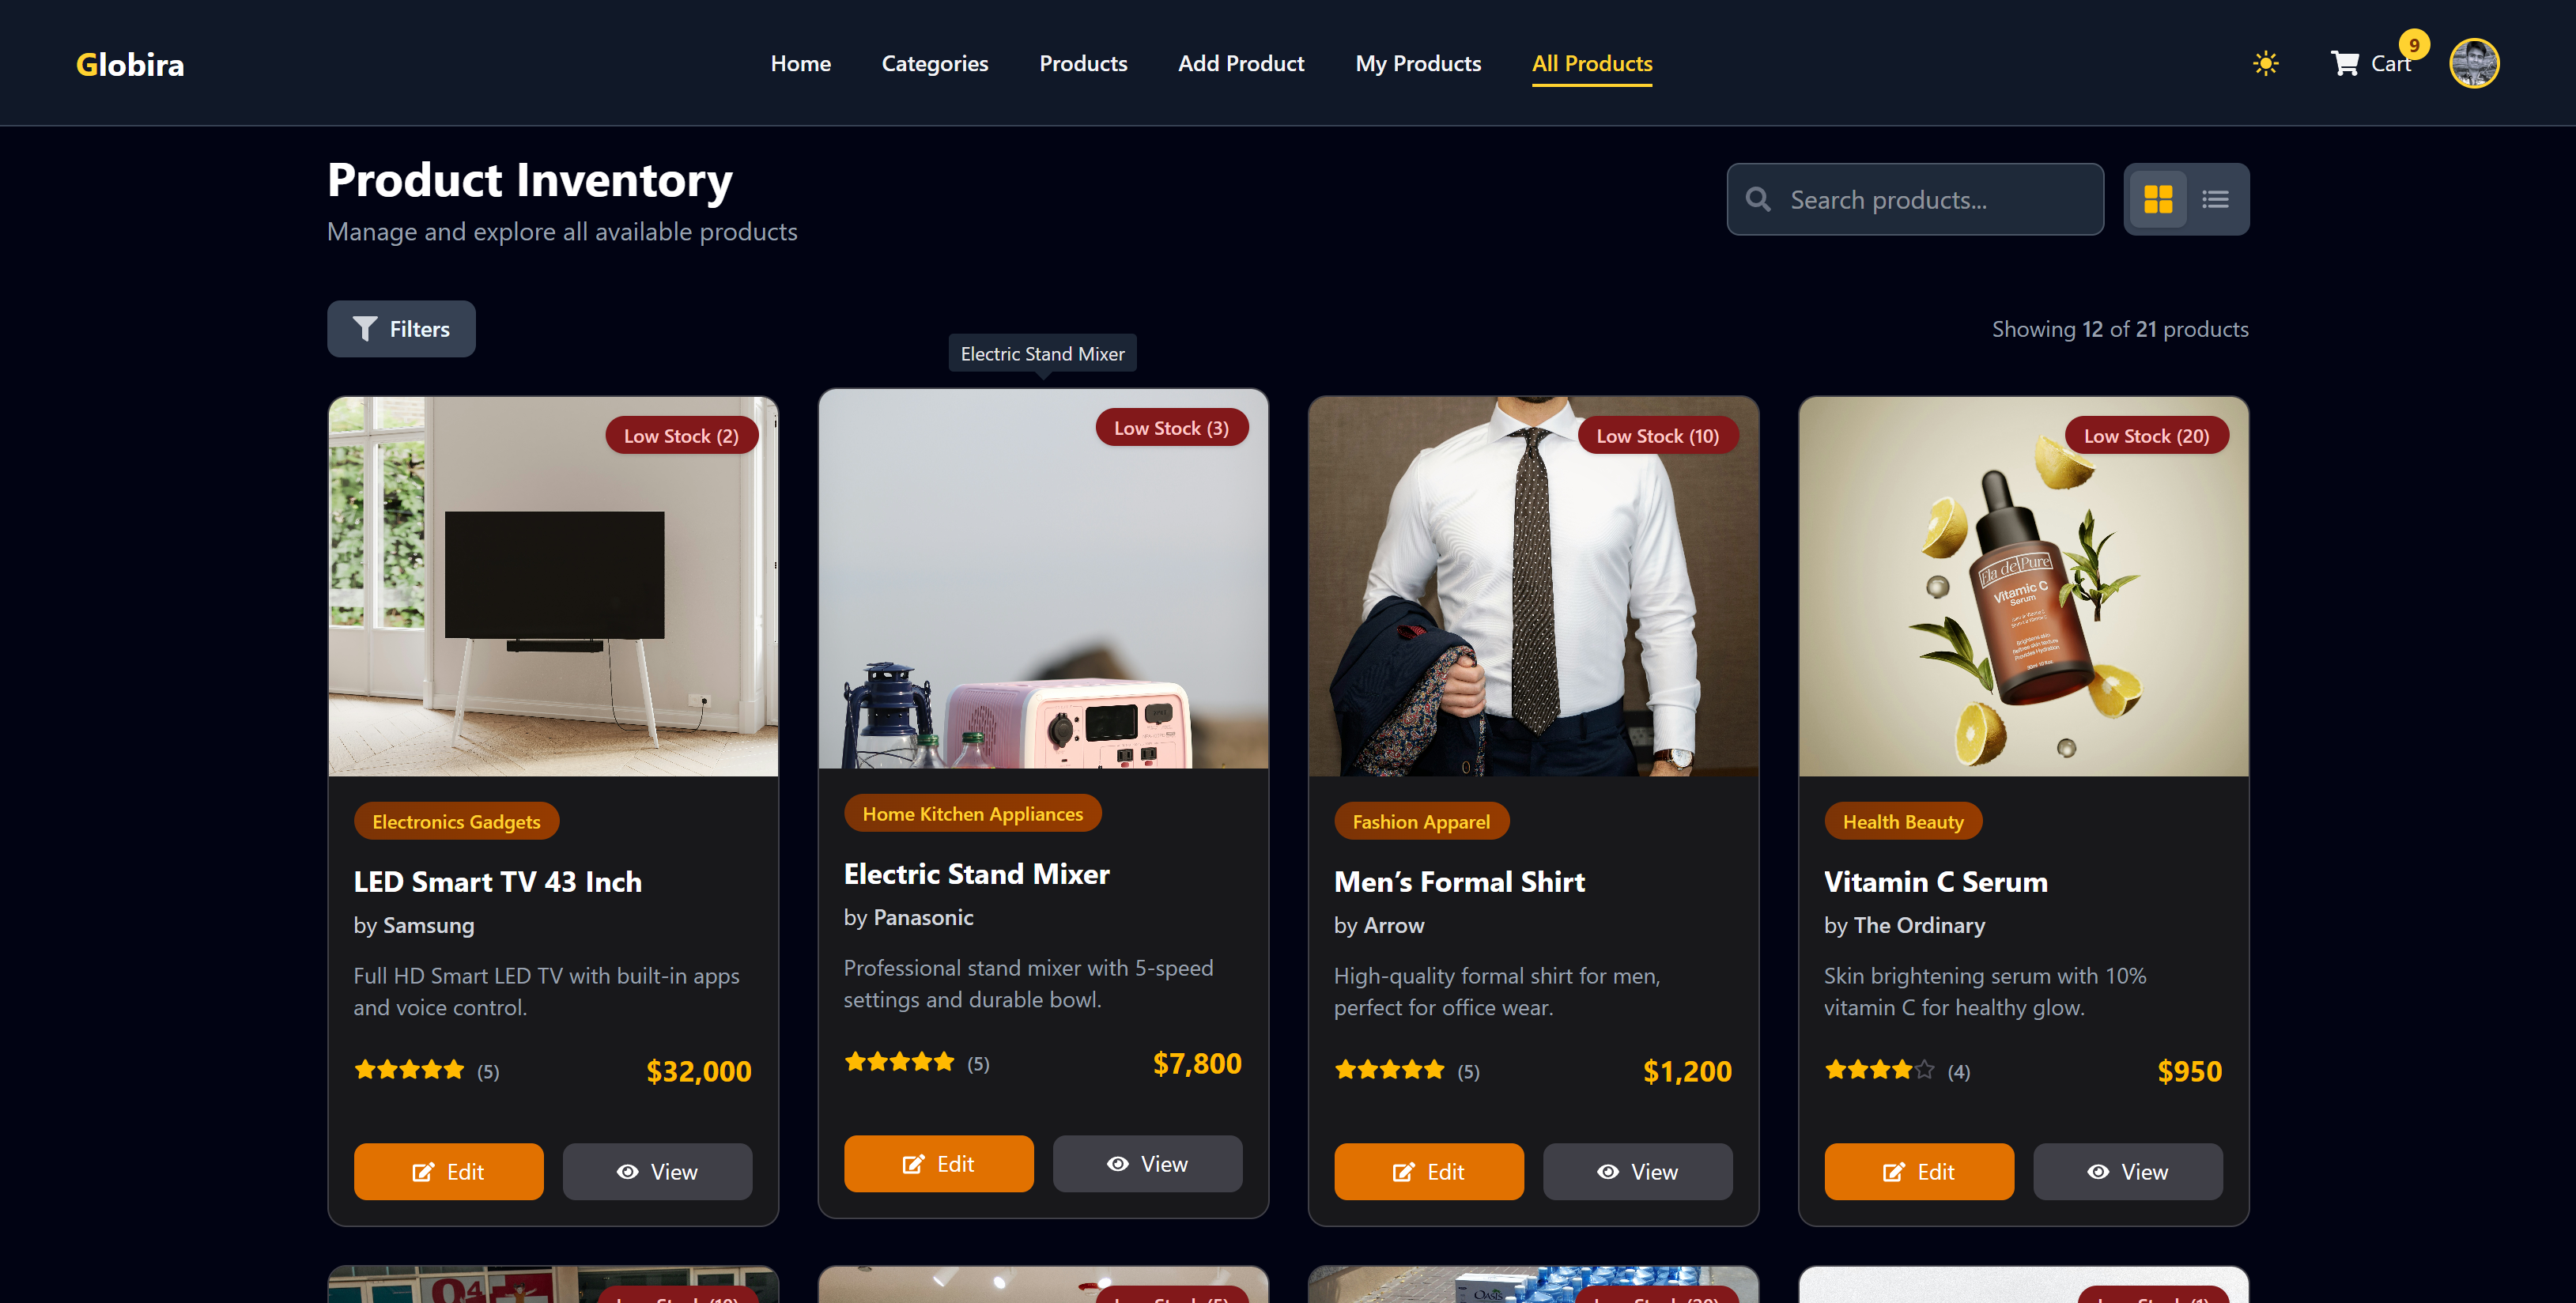 Globira
Home
Categories
Products
Add Product
My Products
All Products
9
Cart
Product Inventory
Manage and explore all available products
Search products...
Filters
Showing 12 of 21 products
Electric Stand Mixer
Low Stock (2)
Electronics Gadgets
LED Smart TV 43 Inch
by Samsung
Full HD Smart LED TV with built-in apps
and voice control.
(5)
$32,000
Edit
View
Low Stock (3)
Home Kitchen Appliances
Electric Stand Mixer
by Panasonic
Professional stand mixer with 5-speed
settings and durable bowl.
(5)
$7,800
Edit
View
Low Stock (10)
Fashion Apparel
Men’s Formal Shirt
by Arrow
High-quality formal shirt for men,
perfect for office wear.
(5)
$1,200
Edit
View
Low Stock (20)
Ela de Pure
Vitamic C
Serum
Health Beauty
Vitamin C Serum
by The Ordinary
Skin brightening serum with 10%
vitamin C for healthy glow.
(4)
$950
Edit
View
OASIS